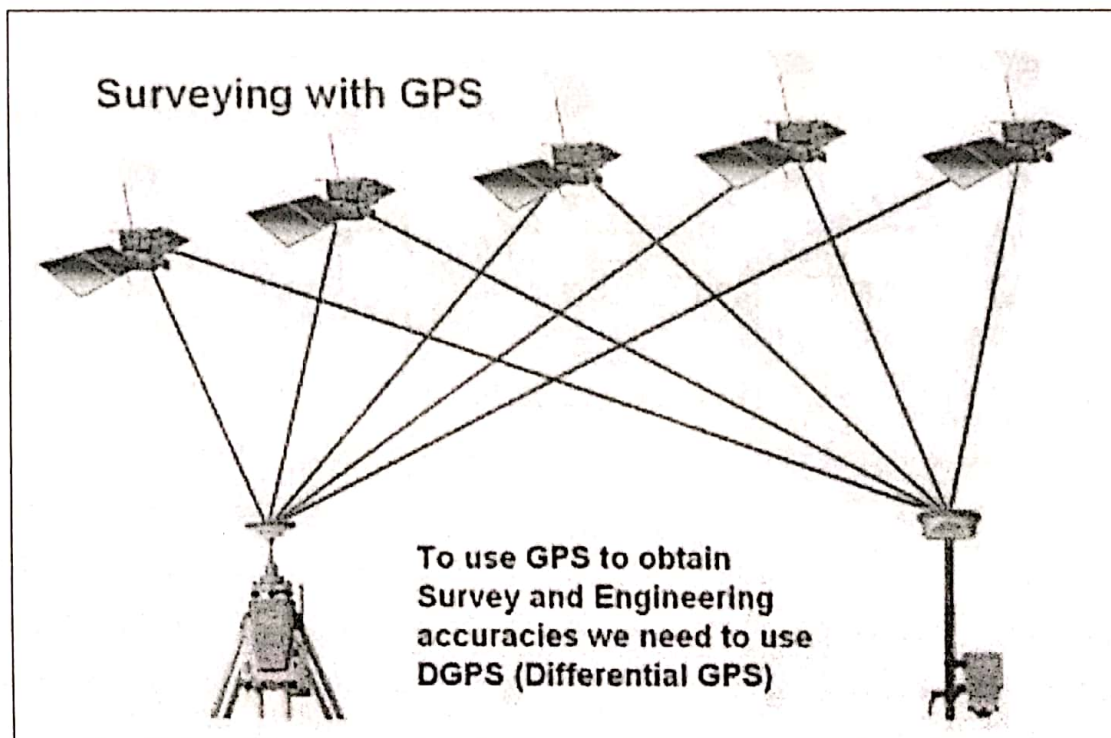 Surveying with GPS
To use GPS to obtain
Survey and Engineering
accuracies we need to use
DGPS (Differential GPS)